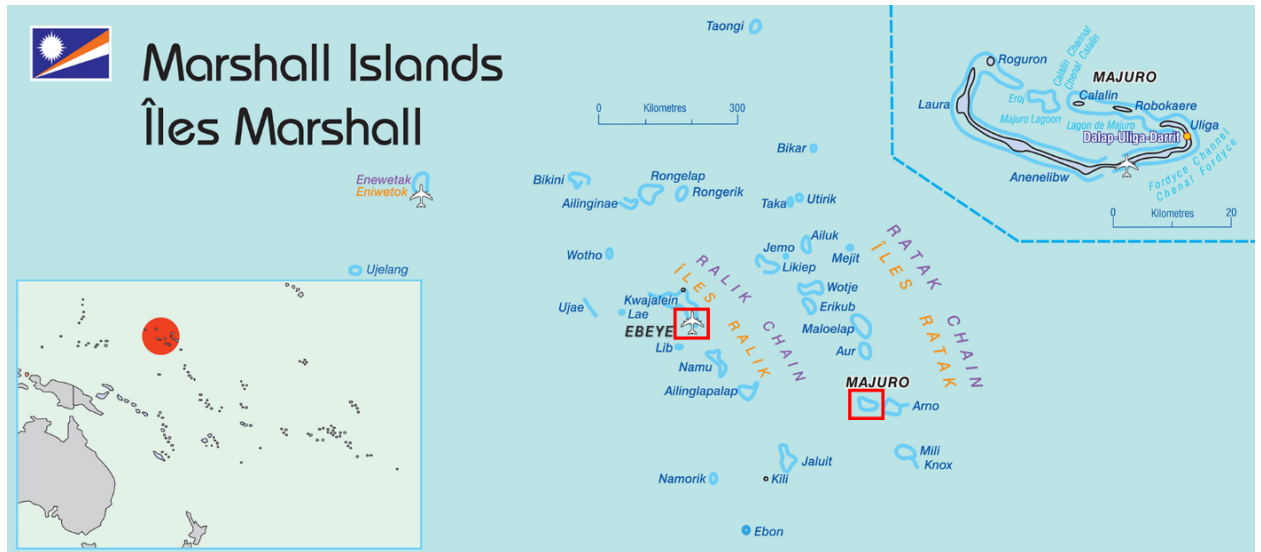 Marshall Islands
Îles Marshall
Taongi
0 Kilometres 300
Bikar
Enewetak
Eniwetok
Bikini
Rongelap
Rongerik
Ailinginae
Taka
Utirik
Wotho
Ujelang
Jemo
Ailuk
Likiep
Mejit
Wotje
Erikub
Maloelap
Aur
Ujae
Kwajalein
Lae
EBEYE
Lib
Namu
Ailinglapalap
RALIK CHAIN
ÎLES RALIK
RATAK CHAIN
ÎLES RATAK
MAJURO
Arno
Mili
Knox
Jaluit
Namorik
Kili
Ebon
Roguron
Calalin Channal
Chenal Calalin
MAJURO
Laura
Eroj
Calalin
Robokaere
Majuro Lagoon
Lagon de Majuro
Uliga
Dalap-Uliga-Darrit
Anenelibw
Fordyce Channel
Chenal Fordyce
0 Kilometres 20